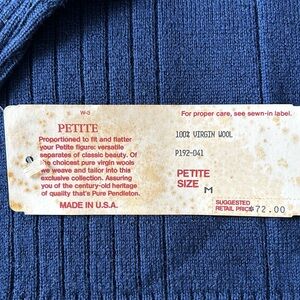 W-3
For proper care, see sewn-in label.
PETITE
Proportioned to fit and flatter
your Petite figure: versatile
separates of classic beauty. Of
the choicest pure virgin wools
we weave and tailor into this
exclusive collection. Assuring
you of the century-old heritage
of quality that's Pure Pendleton.
MADE IN U.S.A.
100% VIRGIN WOOL
P192-041
PETITE
SIZE M
SUGGESTED
RETAIL PRICE $72.00